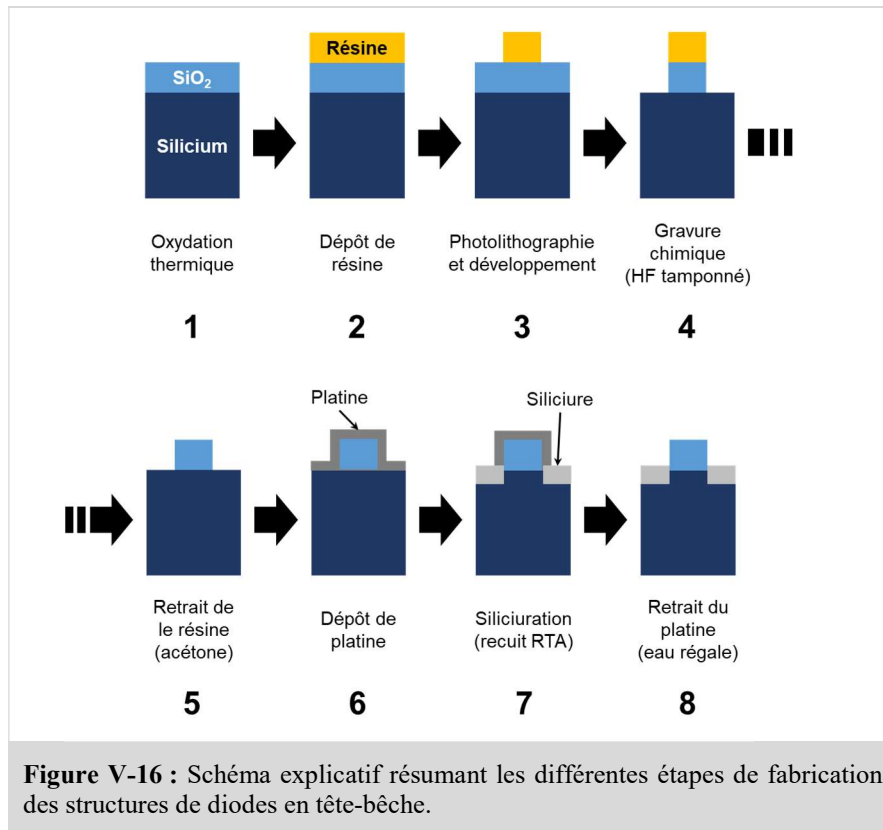 Résine
SiO2
Silicium
Oxydation
thermique
1
Dépôt de
résine
2
Photolithographie
et développement
3
Gravure
chimique
(HF tamponné)
4
Platine
Siliciure
Retrait de
le résine
(acétone)
5
Dépôt de
platine
6
Siliciuration
(recuit RTA)
7
Retrait du
platine
(eau régale)
8
Figure V-16 : Schéma explicatif résumant les différentes étapes de fabrication
des structures de diodes en tête-bêche.